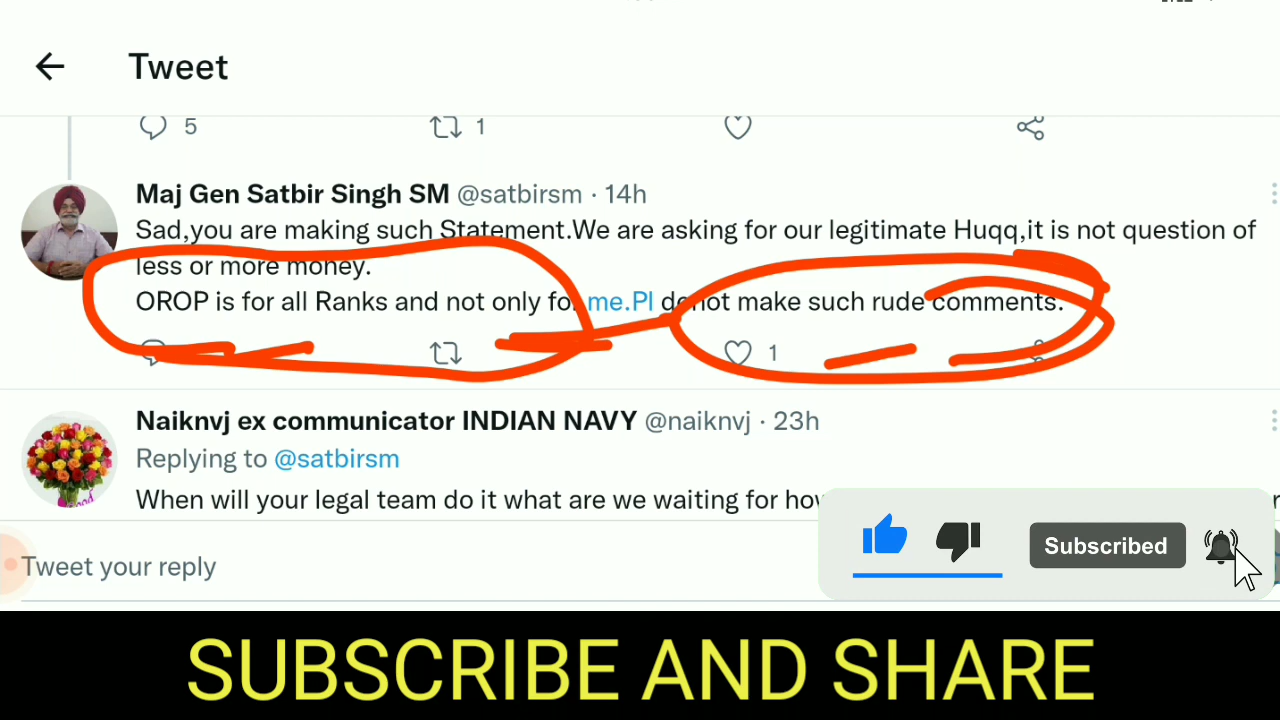 Tweet
5
1
Maj Gen Satbir Singh SM @satbirsm · 14h
Sad,you are making such Statement.We are asking for our legitimate Huqq,it is not question of
less or more money.
OROP is for all Ranks and not only for me.Pl do not make such rude comments.
1
Naiknvj ex communicator INDIAN NAVY @naiknvj · 23h
Replying to @satbirsm
When will your legal team do it what are we waiting for
Subscribed
Tweet your reply
SUBSCRIBE AND SHARE